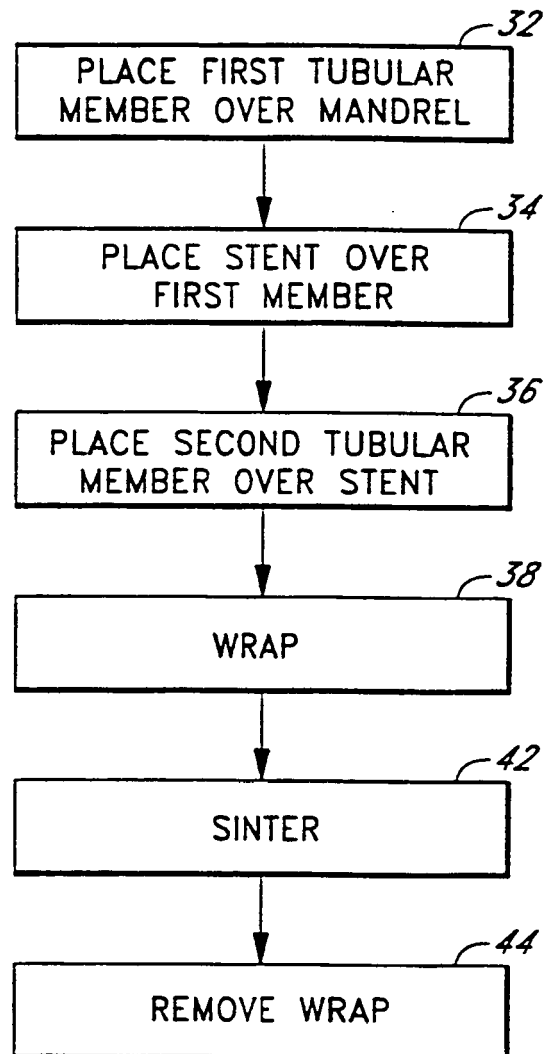 32
PLACE FIRST TUBULAR
MEMBER OVER MANDREL
34
PLACE STENT OVER
FIRST MEMBER
36
PLACE SECOND TUBULAR
MEMBER OVER STENT
38
WRAP
42
SINTER
44
REMOVE WRAP